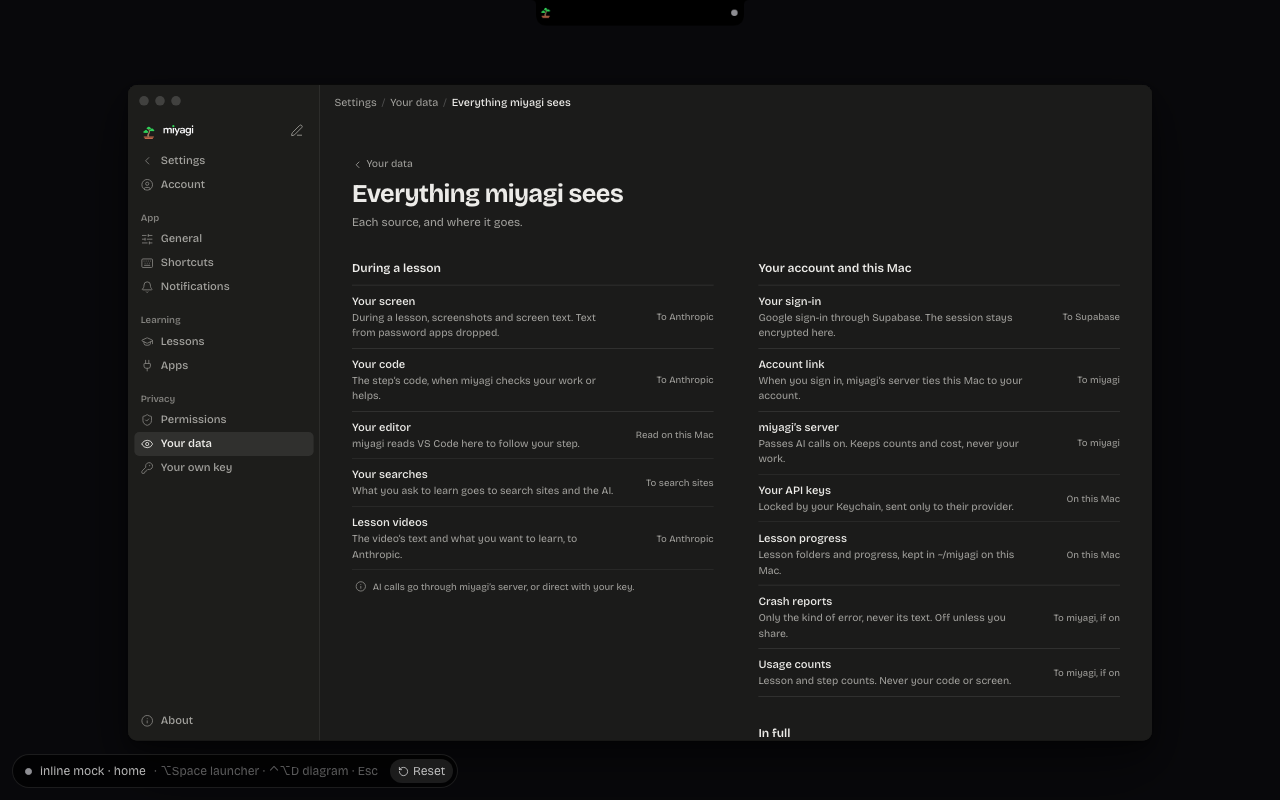 Settings / Your data / Everything miyagi sees
miyagi
Settings
Account
App
General
Shortcuts
Notifications
Learning
Lessons
Apps
Privacy
Permissions
Your data
Your own key
About
Your data
Everything miyagi sees
Each source, and where it goes.
During a lesson
Your screen
During a lesson, screenshots and screen text. Text
from password apps dropped.
To Anthropic
Your code
The step's code, when miyagi checks your work or
helps.
To Anthropic
Your editor
miyagi reads VS Code here to follow your step.
Read on this Mac
Your searches
What you ask to learn goes to search sites and the AI.
To search sites
Lesson videos
The video's text and what you want to learn, to
Anthropic.
To Anthropic
AI calls go through miyagi's server, or direct with your key.
Your account and this Mac
Your sign-in
Google sign-in through Supabase. The session stays
encrypted here.
To Supabase
Account link
When you sign in, miyagi's server ties this Mac to your
account.
To miyagi
miyagi's server
Passes AI calls on. Keeps counts and cost, never your
work.
To miyagi
Your API keys
Locked by your Keychain, sent only to their provider.
On this Mac
Lesson progress
Lesson folders and progress, kept in ~/miyagi on this
Mac.
On this Mac
Crash reports
Only the kind of error, never its text. Off unless you
share.
To miyagi, if on
Usage counts
Lesson and step counts. Never your code or screen.
To miyagi, if on
In full
inline mock · home · ⌥Space launcher · ^⌥D diagram · Esc
Reset